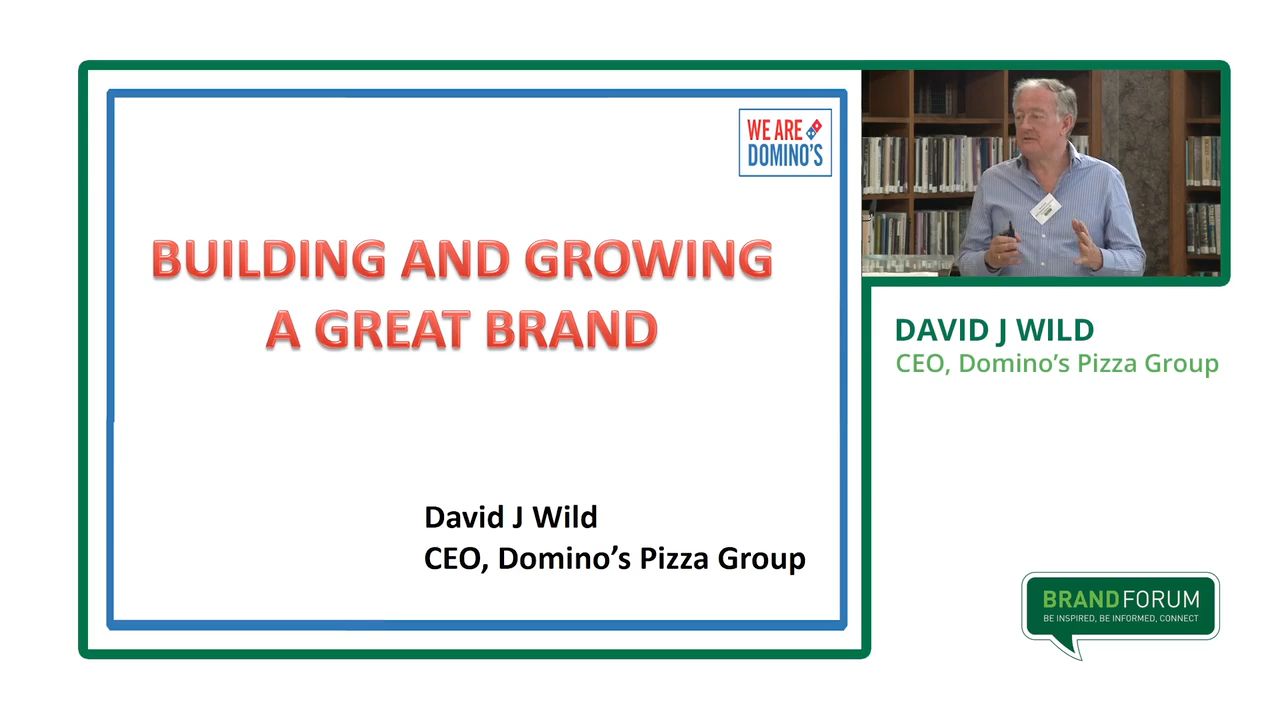 WE ARE
DOMINO'S
BUILDING AND GROWING
A GREAT BRAND
David J Wild
CEO, Domino's Pizza Group
DAVID J WILD
CEO, Domino's Pizza Group
BRANDFORUM
BE INSPIRED, BE INFORMED, CONNECT